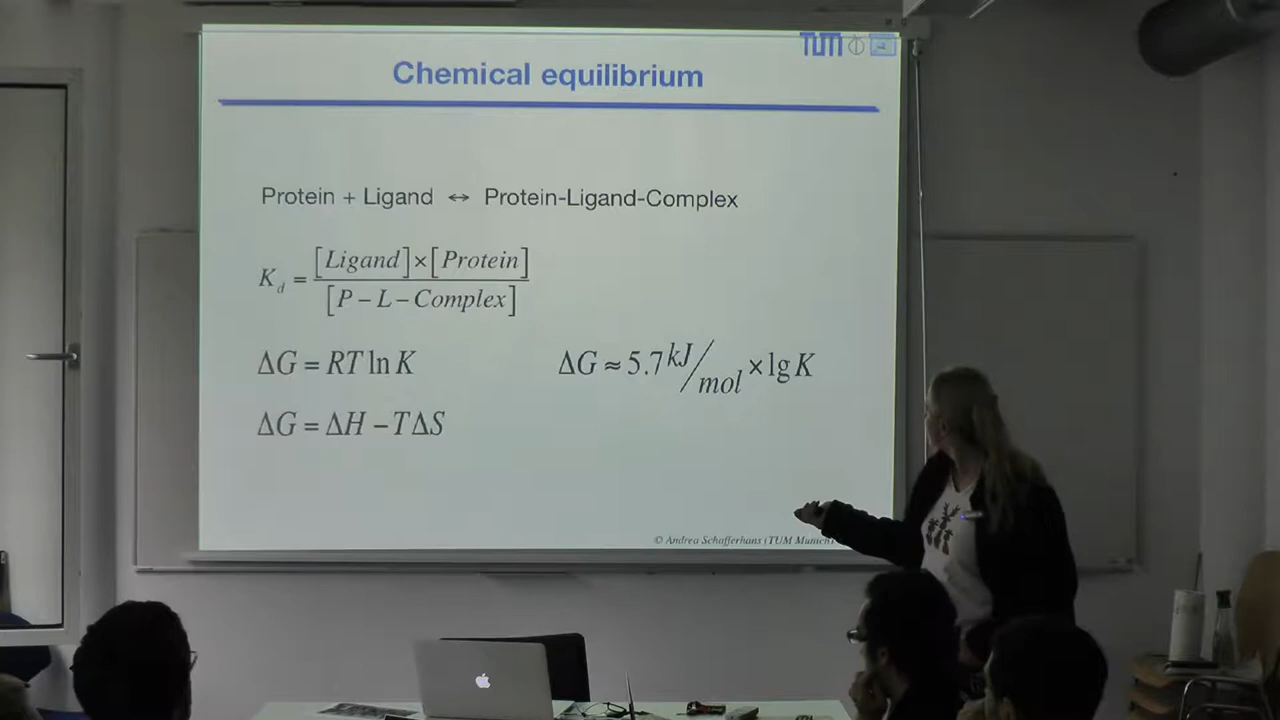 TUM
Chemical equilibrium
Protein + Ligand ↔ Protein-Ligand-Complex
K_d = [Ligand]×[Protein] / [P – L – Complex]
ΔG = RT ln K
ΔG ≈ 5.7 kJ/mol × lg K
ΔG = ΔH – TΔS
© Andrea Schafferhans (TUM Munich)